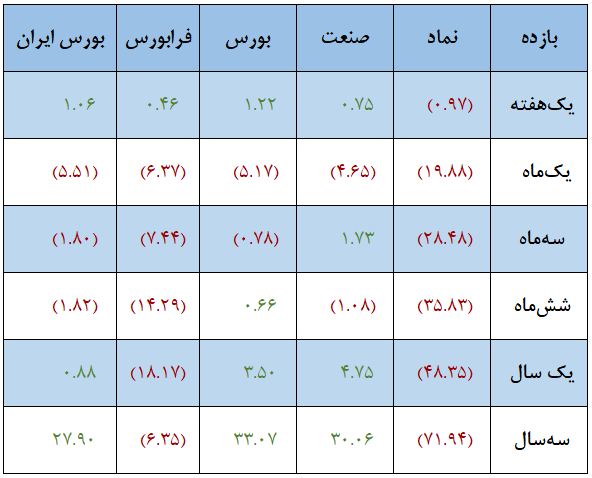 بازده نماد صنعت بورس فرابورس بورس ایران
یک‌هفته (۰.۹۷) ۰.۷۵ ۱.۲۲ ۰.۴۶ ۱.۰۶
یک‌ماه (۱۹.۸۸) (۴.۶۵) (۵.۱۷) (۶.۳۷) (۵.۵۱)
سه‌ماه (۲۸.۴۸) ۱.۷۳ (۰.۷۸) (۷.۴۴) (۱.۸۰)
شش‌ماه (۳۵.۸۳) (۱.۰۸) ۰.۶۶ (۱۴.۲۹) (۱.۸۲)
یک سال (۴۸.۳۵) ۴.۷۵ ۳.۵۰ (۱۸.۱۷) ۰.۸۸
سه‌سال (۷۱.۹۴) ۳۰.۰۶ ۳۳.۰۷ (۶.۳۵) ۲۷.۹۰